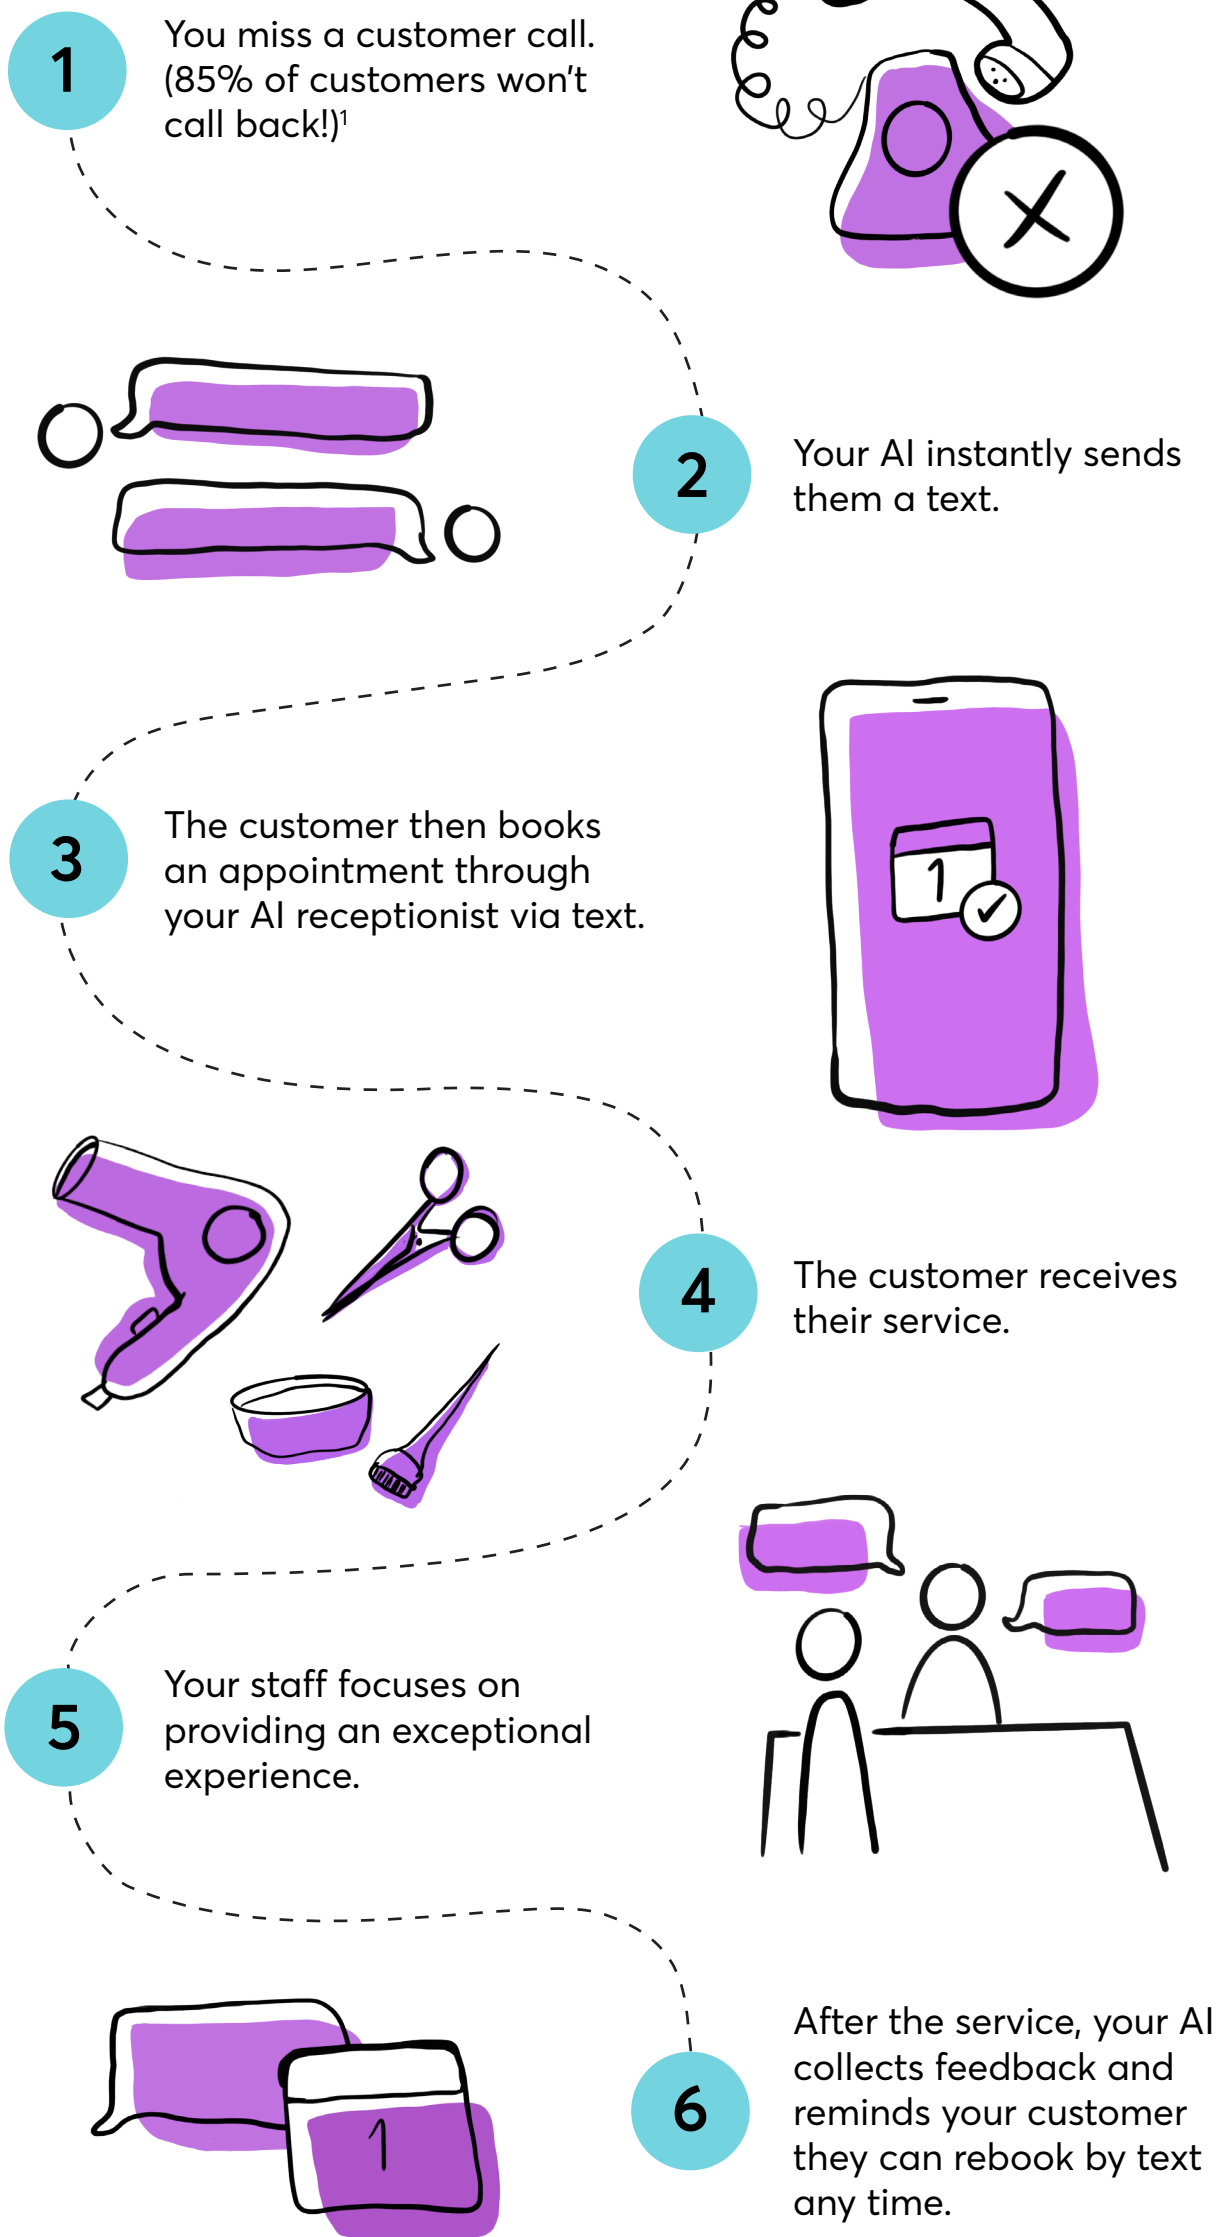 1
You miss a customer call.
(85% of customers won't
call back!)¹
2
Your AI instantly sends
them a text.
3
The customer then books
an appointment through
your AI receptionist via text.
1
4
The customer receives
their service.
5
Your staff focuses on
providing an exceptional
experience.
6
After the service, your AI
collects feedback and
reminds your customer
they can rebook by text
any time.
1